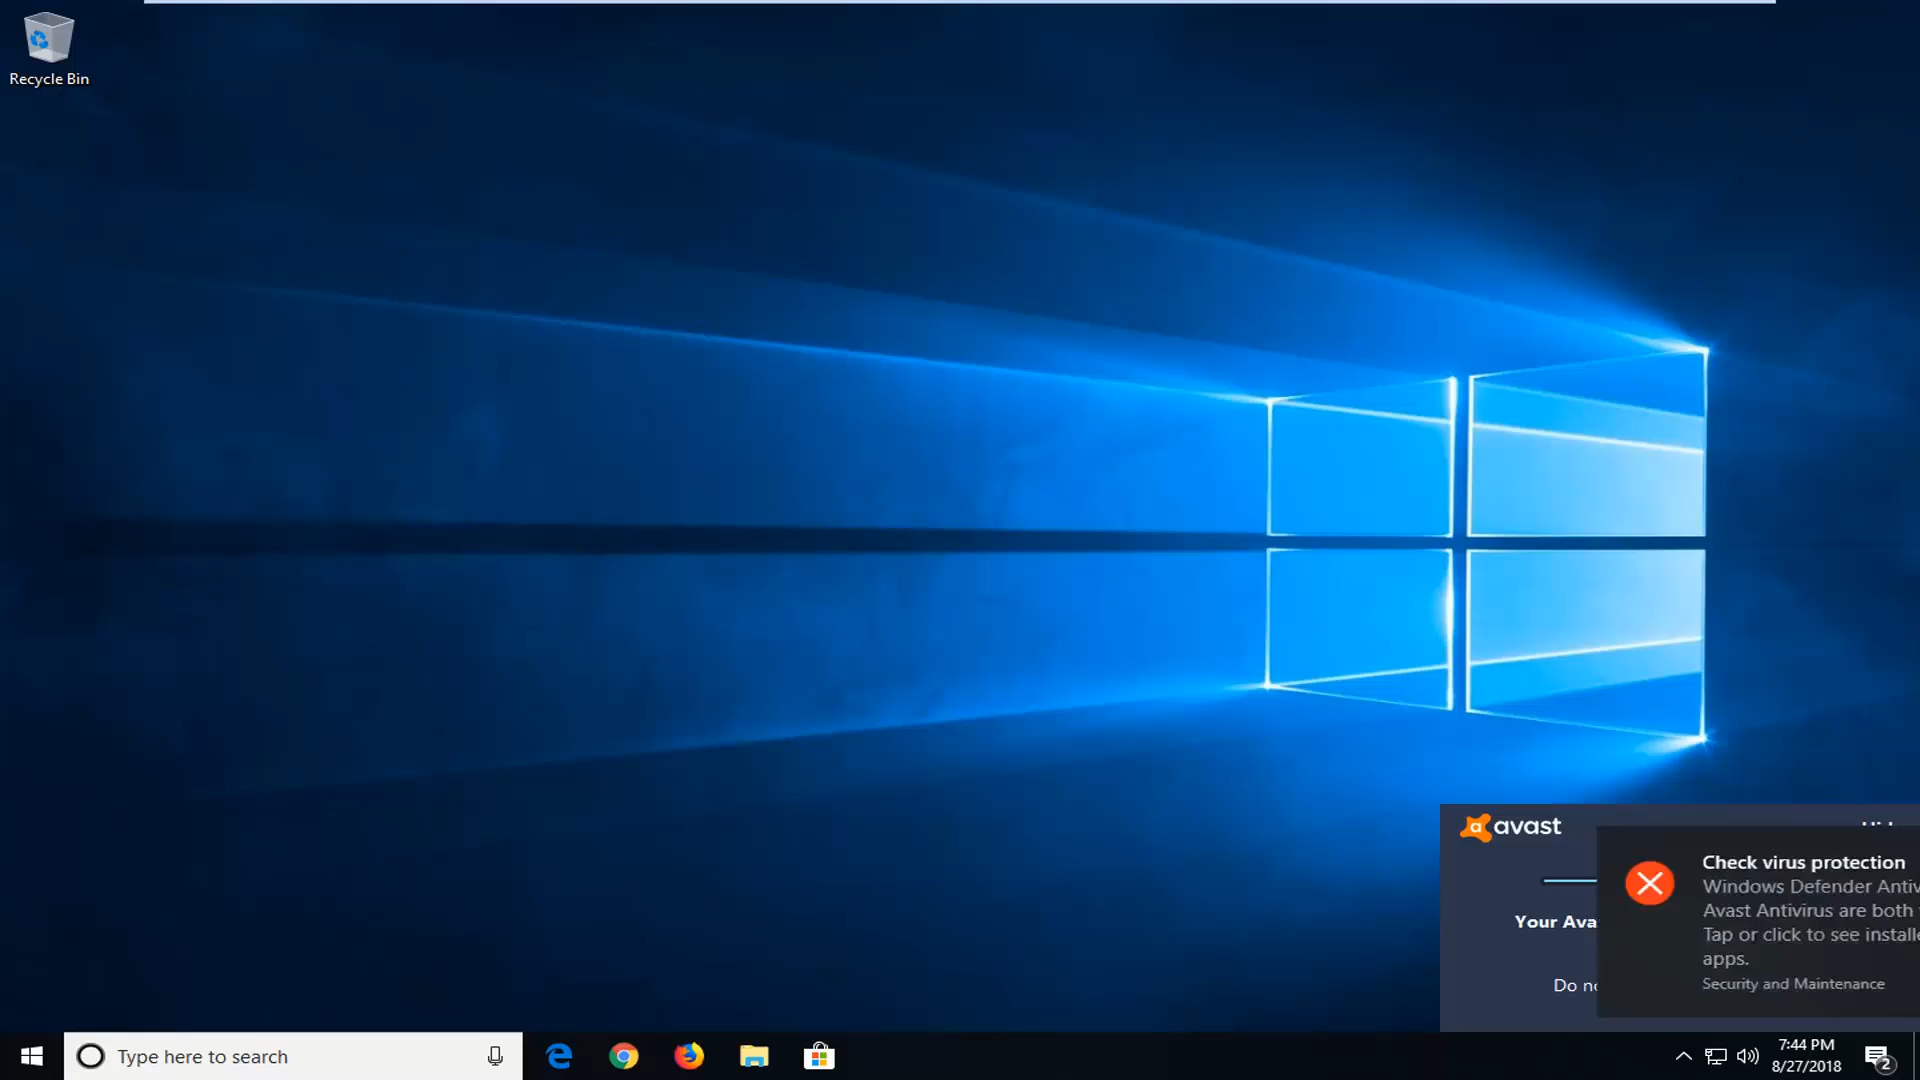 Recycle Bin
avast
Check virus protection
Windows Defender Antiv
Avast Antivirus are both
Tap or click to see installe
apps.
Security and Maintenance
Your Ava
Do no
Type here to search
7:44 PM
8/27/2018
2